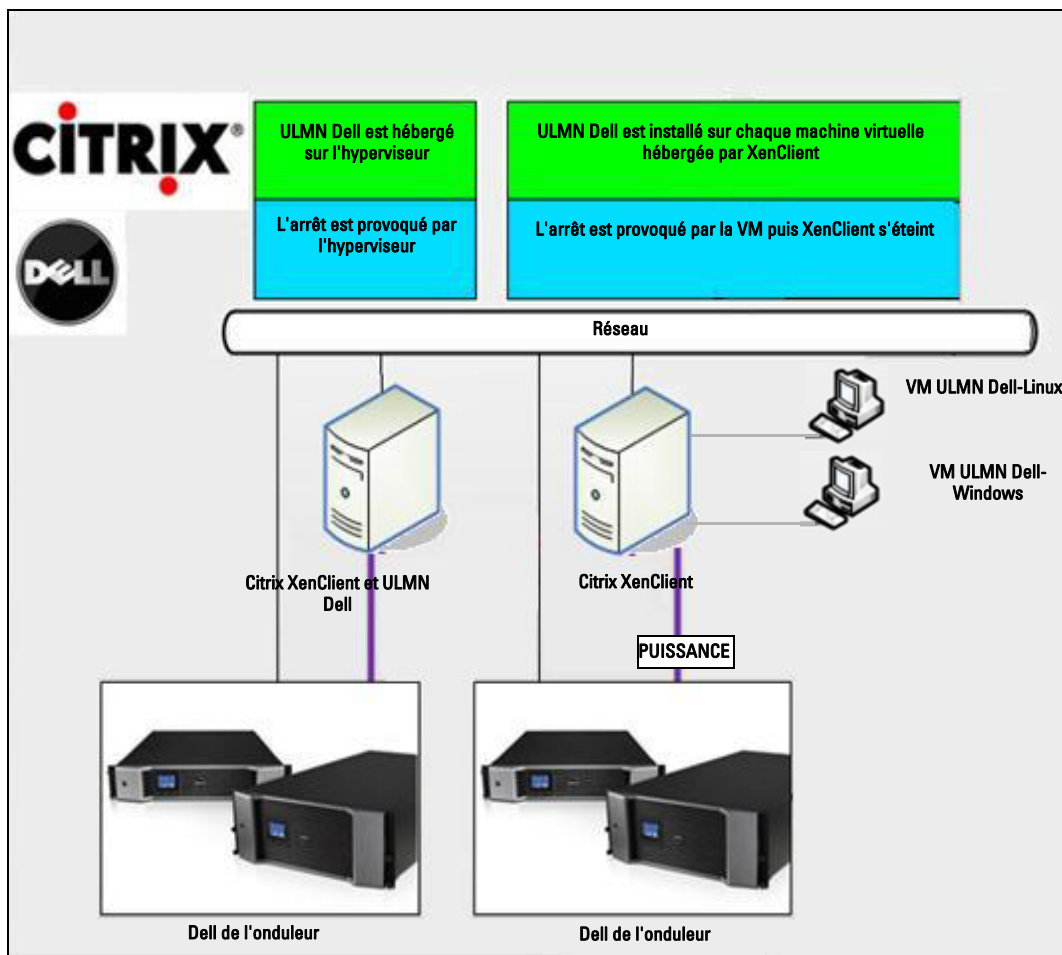 CİTRIX®
ULMN Dell est hébergé
sur l'hyperviseur
ULMN Dell est installé sur chaque machine virtuelle
hébergée par XenClient
L'arrêt est provoqué par
l'hyperviseur
L'arrêt est provoqué par la VM puis XenClient s'éteint
DELL
Réseau
VM ULMN Dell-Linux
VM ULMN Dell-
Windows
Citrix XenClient et ULMN
Dell
Citrix XenClient
PUISSANCE
Dell de l'onduleur
Dell de l'onduleur